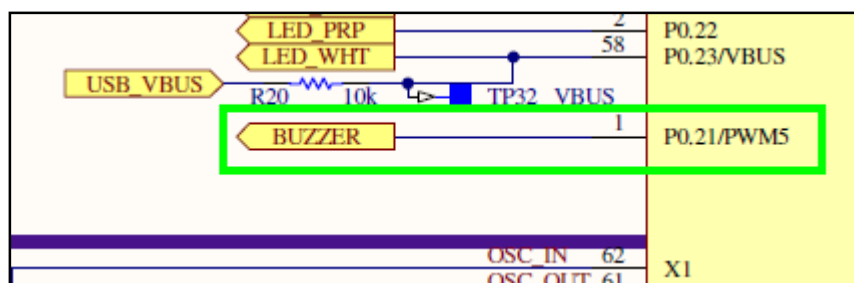 LED_PRP 2 P0.22
LED_WHT 58 P0.23/VBUS
USB_VBUS
R20 10k TP32 VBUS
BUZZER 1 P0.21/PWM5
OSC_IN 62 X1
OSC_OUT 61